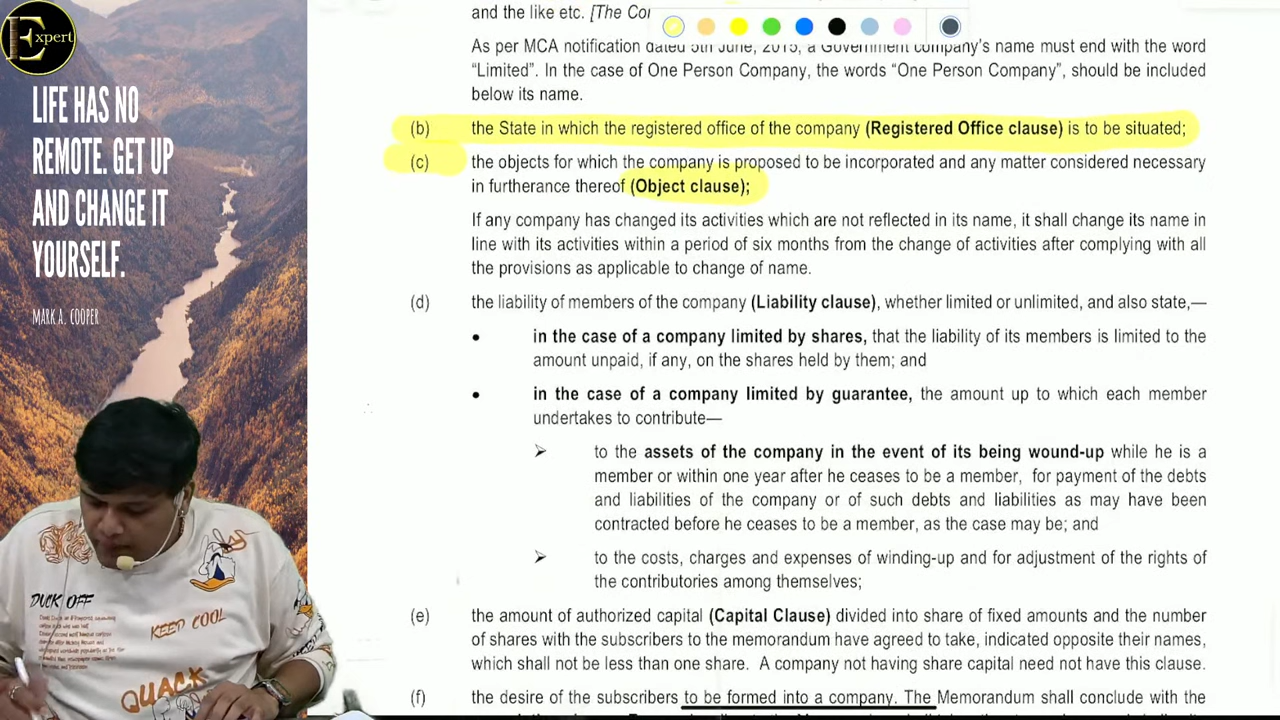 Expert
LIFE HAS NO
REMOTE. GET UP
AND CHANGE IT
YOURSELF.
MARK A. COOPER
and the like etc. [The Co
As per MCA notification dated 5th June, 2015, a Government company's name must end with the word
"Limited". In the case of One Person Company, the words "One Person Company", should be included
below its name.
(b) the State in which the registered office of the company (Registered Office clause) is to be situated;
(c) the objects for which the company is proposed to be incorporated and any matter considered necessary
in furtherance thereof (Object clause);
If any company has changed its activities which are not reflected in its name, it shall change its name in
line with its activities within a period of six months from the change of activities after complying with all
the provisions as applicable to change of name.
(d) the liability of members of the company (Liability clause), whether limited or unlimited, and also state,—
• in the case of a company limited by shares, that the liability of its members is limited to the
amount unpaid, if any, on the shares held by them; and
• in the case of a company limited by guarantee, the amount up to which each member
undertakes to contribute—
➢ to the assets of the company in the event of its being wound-up while he is a
member or within one year after he ceases to be a member, for payment of the debts
and liabilities of the company or of such debts and liabilities as may have been
contracted before he ceases to be a member, as the case may be; and
➢ to the costs, charges and expenses of winding-up and for adjustment of the rights of
the contributories among themselves;
(e) the amount of authorized capital (Capital Clause) divided into share of fixed amounts and the number
of Shares with the subscribers to the memorandum have agreed to take, indicated opposite their names,
which shall not be less than one share. A company not having share capital need not have this clause.
(f) the desire of the subscribers to be formed into a company. The Memorandum shall conclude with the
DUCK OFF
KEEP COOL
QUACK